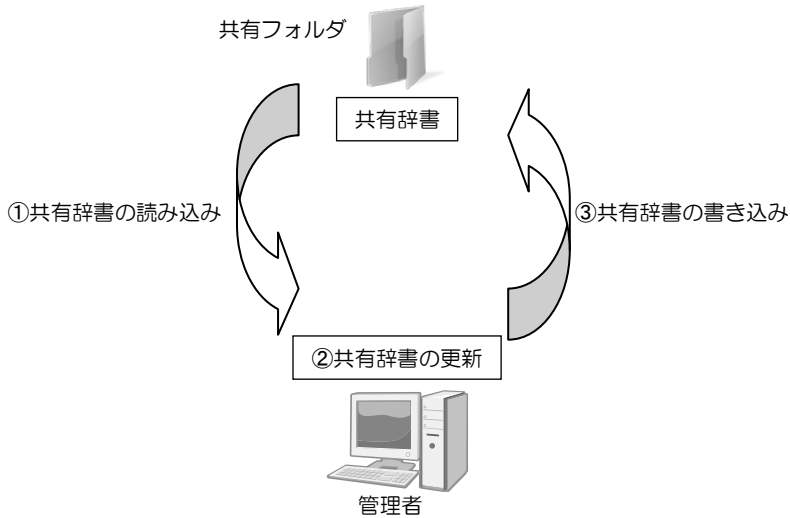 共有フォルダ
共有辞書
①共有辞書の読み込み
③共有辞書の書き込み
②共有辞書の更新
管理者